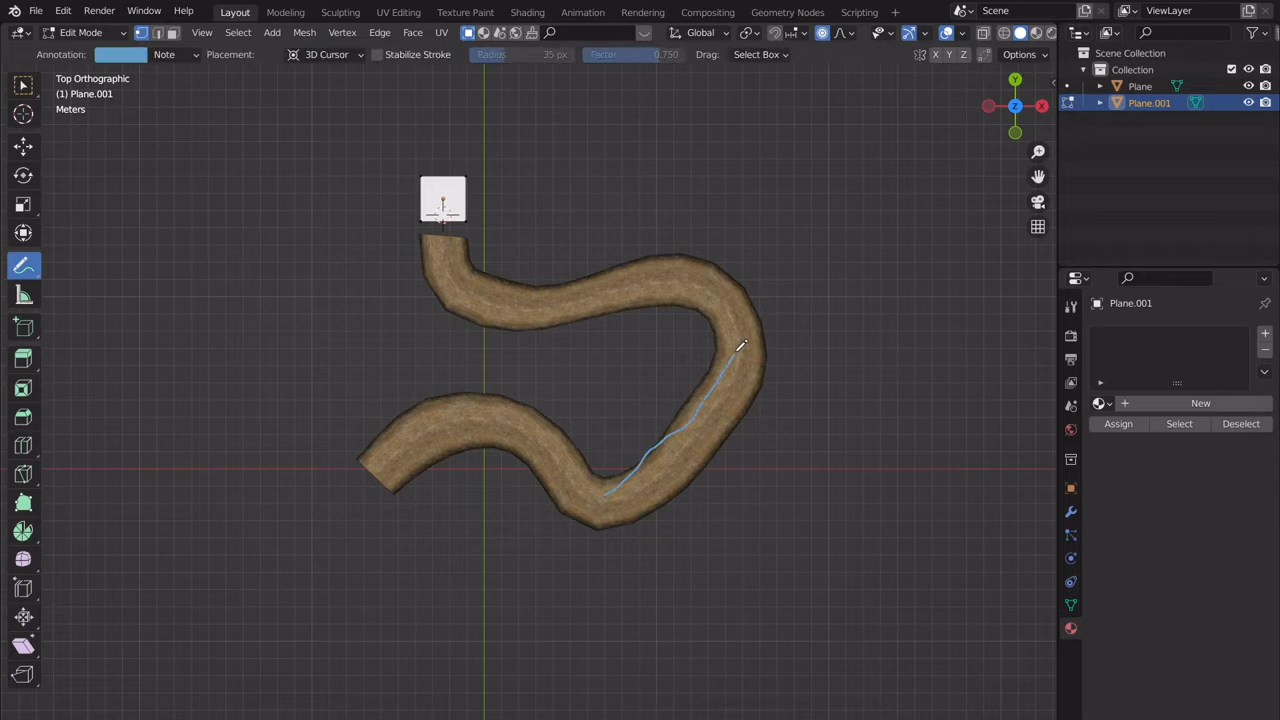 File Edit Render Window Help Layout Modeling Sculpting UV Editing Texture Paint Shading Animation Rendering Compositing Geometry Nodes Scripting + Scene ViewLayer
Edit Mode View Select Add Mesh Vertex Edge Face UV Global
Annotation: Note Placement: 3D Cursor Stabilize Stroke Radius 35 px Factor 0.750 Drag: Select Box X Y Z Options
Top Orthographic
(1) Plane.001
Meters
Y
Z
X
Scene Collection
Collection
Plane
Plane.001
Plane.001
New
Assign Select Deselect